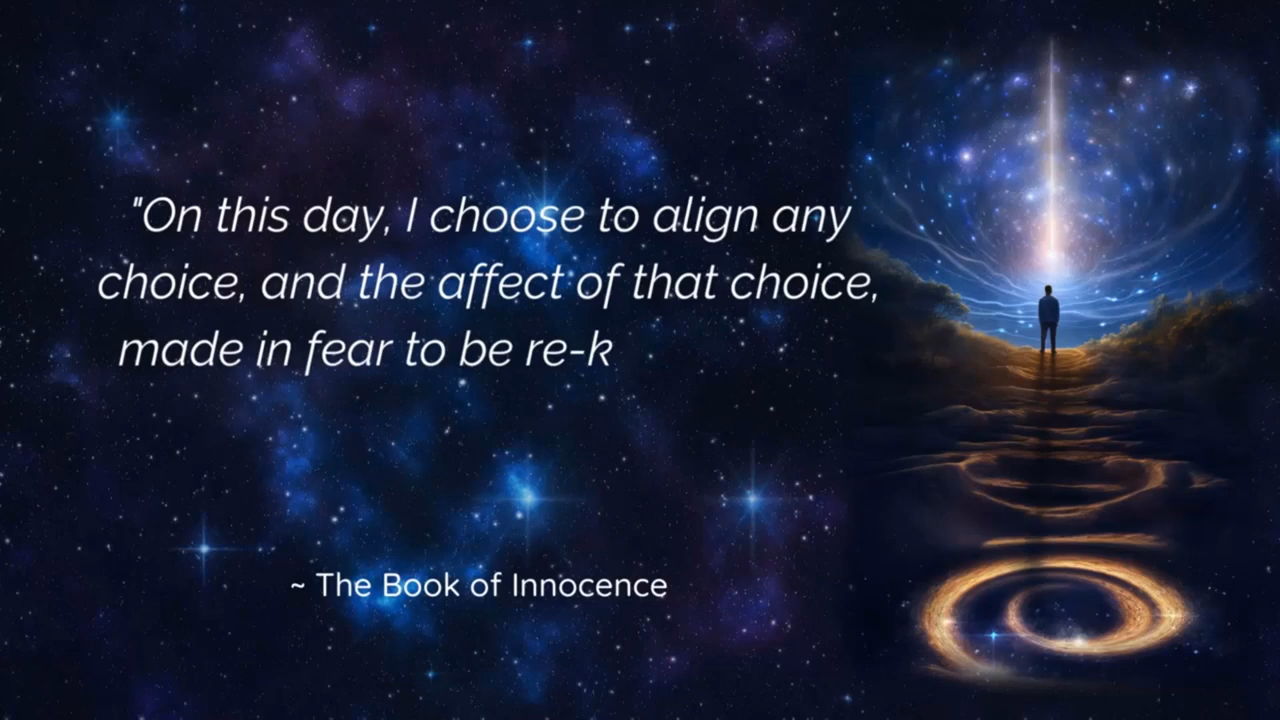 "On this day, I choose to align any
choice, and the affect of that choice,
made in fear to be re-k
~ The Book of Innocence